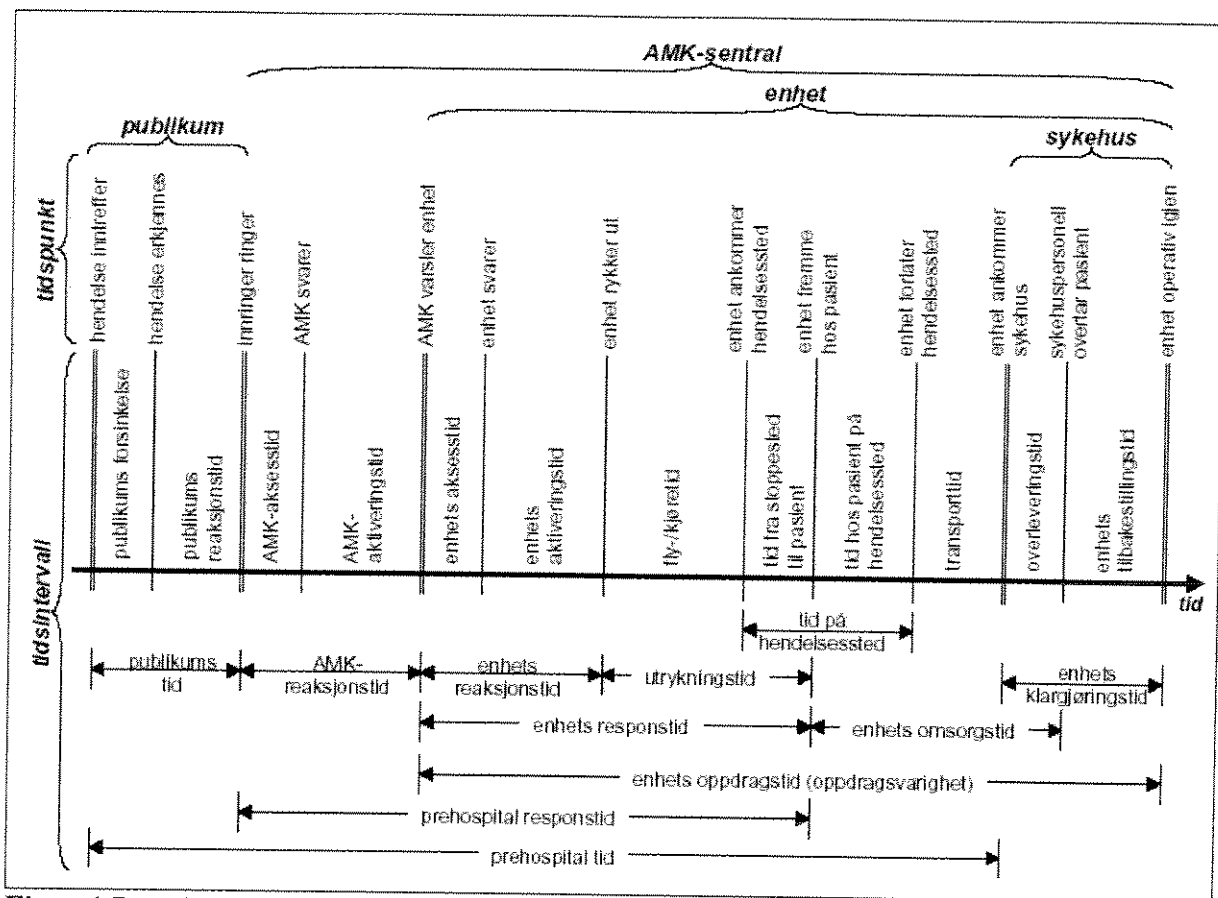 AMK-sentral
enhet
publikum
sykehus
tidspunkt
hendelse inntreffer
hendelse erkjennes
innringer ringer
AMK svarer
AMK varsler enhet
enhet svarer
enhet rykker ut
enhet ankommer
hendelsessted
enhet fremme
hos pasient
enhet forlater
hendelsessted
enhet ankommer
sykehus
sykehuspersonell
overtar pasient
enhet operativ igjen
tidsintervall
publikums forsinkelse
publikums
reaksjonstid
AMK-aksesstid
AMK-
aktiveringstid
enhets aksesstid
enhets
aktiveringstid
fly-/kjøretid
tid fra stoppested
til pasient
tid hos pasient på
hendelsessted
transporttid
overleveringstid
enhets
tilbakestillingstid
tid
tid på
hendelsessted
publikums
tid
AMK-
reaksjonstid
enhets
reaksjonstid
utrykningstid
enhets
klargjøringstid
enhets responstid
enhets omsorgstid
enhets oppdragstid (oppdragsvarighet)
prehospital responstid
prehospital tid